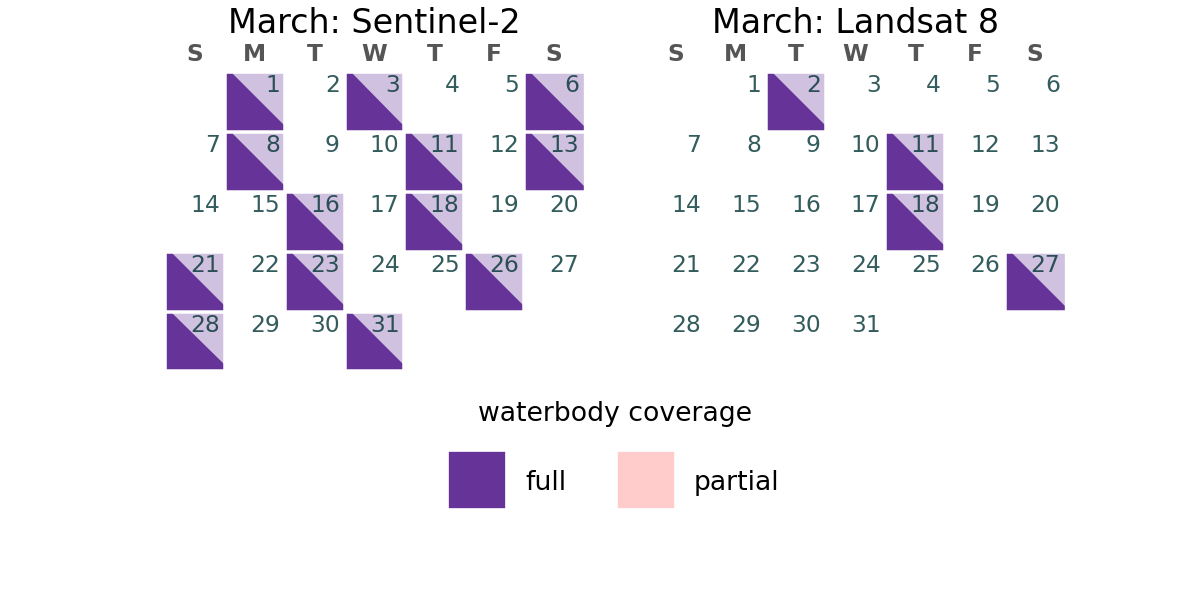 March: Sentinel-2
S M T W T F S
1 2 3 4 5 6
7 8 9 10 11 12 13
14 15 16 17 18 19 20
21 22 23 24 25 26 27
28 29 30 31
March: Landsat 8
S M T W T F S
1 2 3 4 5 6
7 8 9 10 11 12 13
14 15 16 17 18 19 20
21 22 23 24 25 26 27
28 29 30 31
waterbody coverage
full partial